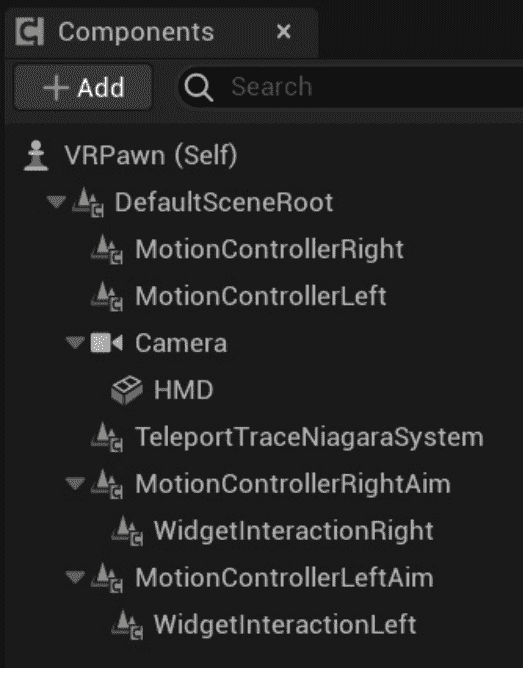 Components
Add
Search
VRPawn (Self)
DefaultSceneRoot
MotionControllerRight
MotionControllerLeft
Camera
HMD
TeleportTraceNiagaraSystem
MotionControllerRightAim
WidgetInteractionRight
MotionControllerLeftAim
WidgetInteractionLeft